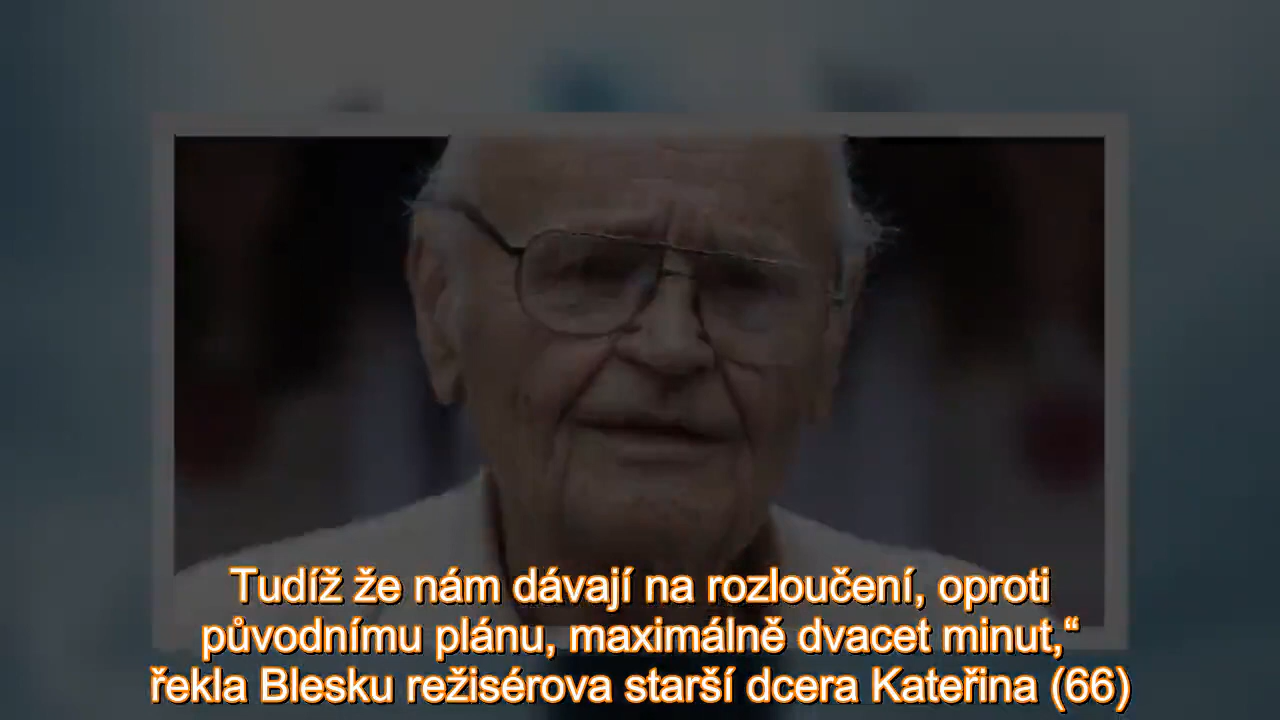 Tudíž že nám dávají na rozloučení, oproti
původnímu plánu, maximálně dvacet minut,“
řekla Blesku režisérova starší dcera Kateřina (66)